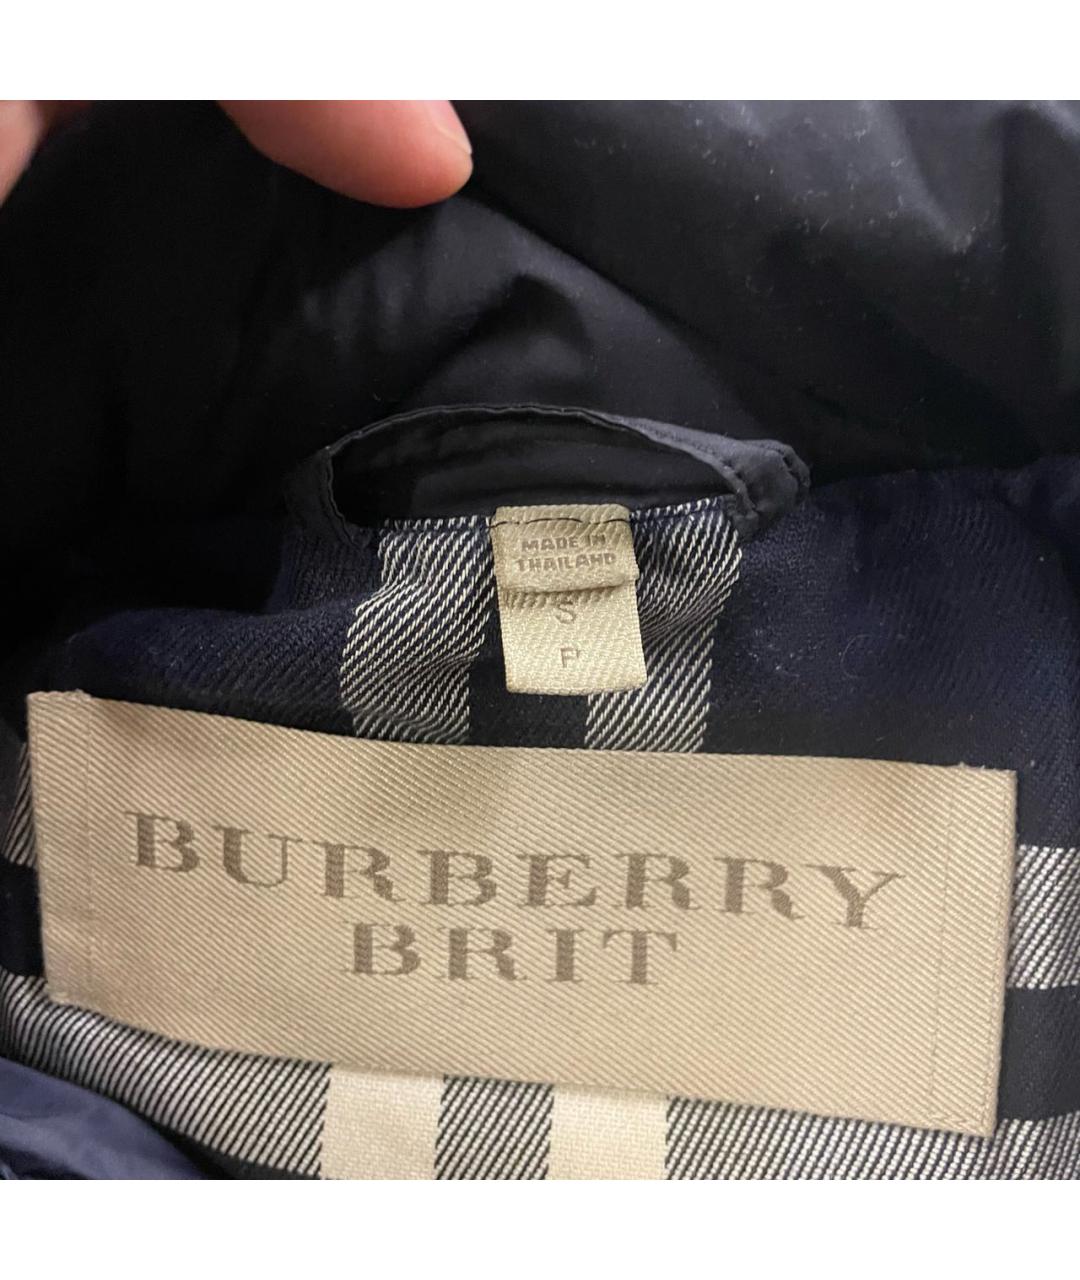 MADE IN
THAILAND
S
P
BURBERRY
BRIT